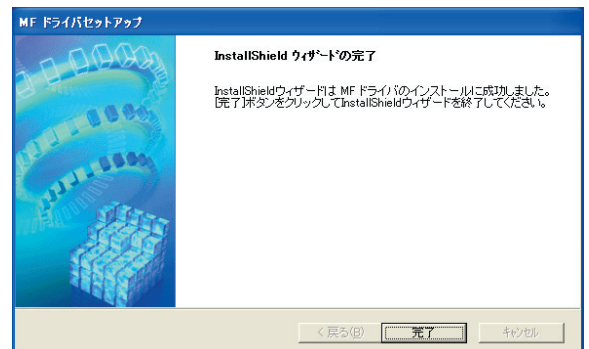 MF ドライバセットアップ
InstallShield ウィザードの完了
InstallShieldウィザードは MF ドライバのインストールに成功しました。
[完了]ボタンをクリックしてInstallShieldウィザードを終了してください。
< 戻る(B)
完了
キャンセル